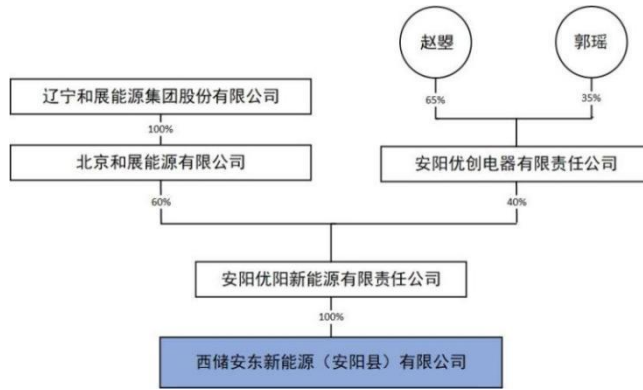 赵曌
郭瑶
65%
35%
辽宁和展能源集团股份有限公司
100%
北京和展能源有限公司
安阳优创电器有限责任公司
60%
40%
安阳优阳新能源有限责任公司
100%
西储安东新能源（安阳县）有限公司